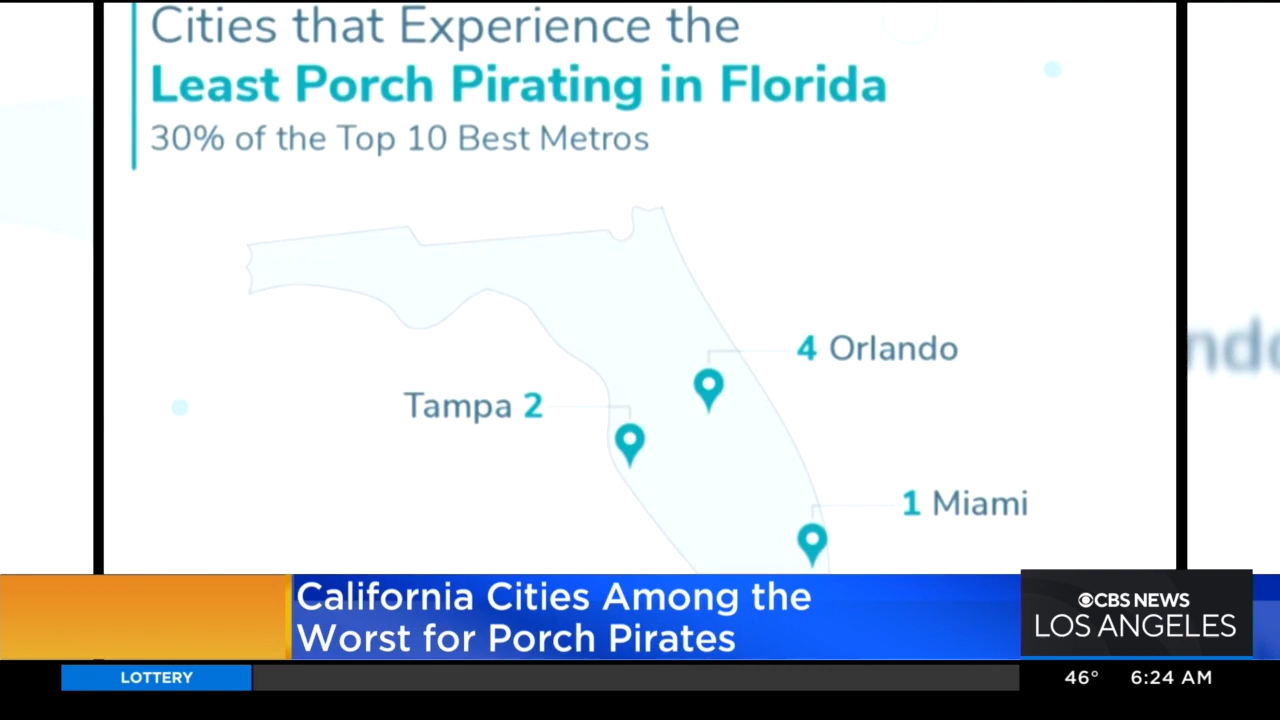 Cities that Experience the
Least Porch Pirating in Florida
30% of the Top 10 Best Metros
4 Orlando
Tampa 2
1 Miami
California Cities Among the
Worst for Porch Pirates
CBS NEWS
LOS ANGELES
LOTTERY
46° 6:24 AM